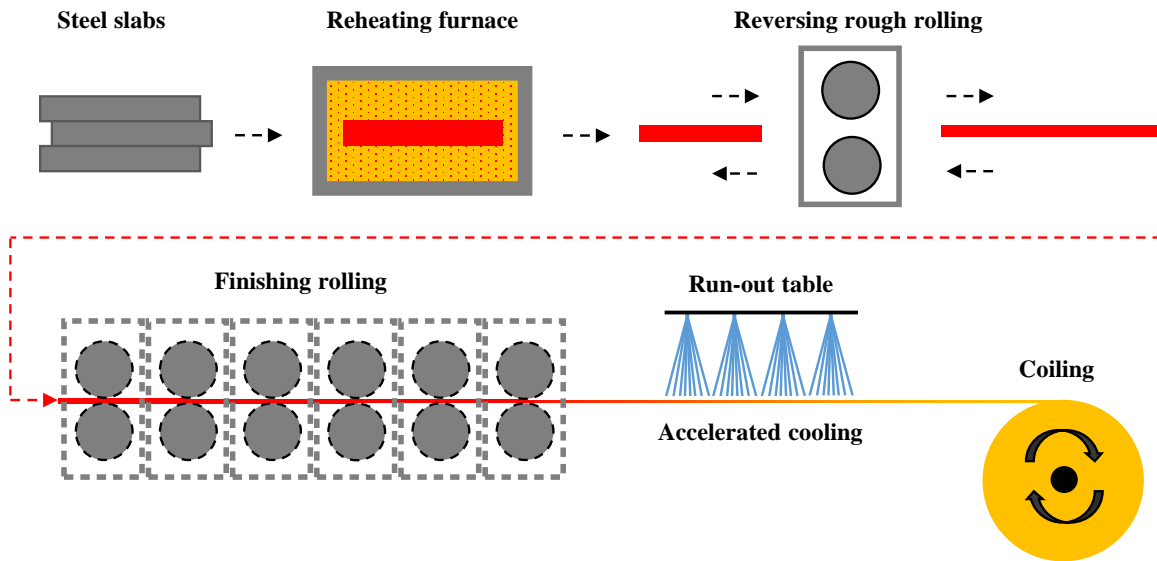 Steel slabs
Reheating furnace
Reversing rough rolling
Finishing rolling
Run-out table
Coiling
Accelerated cooling